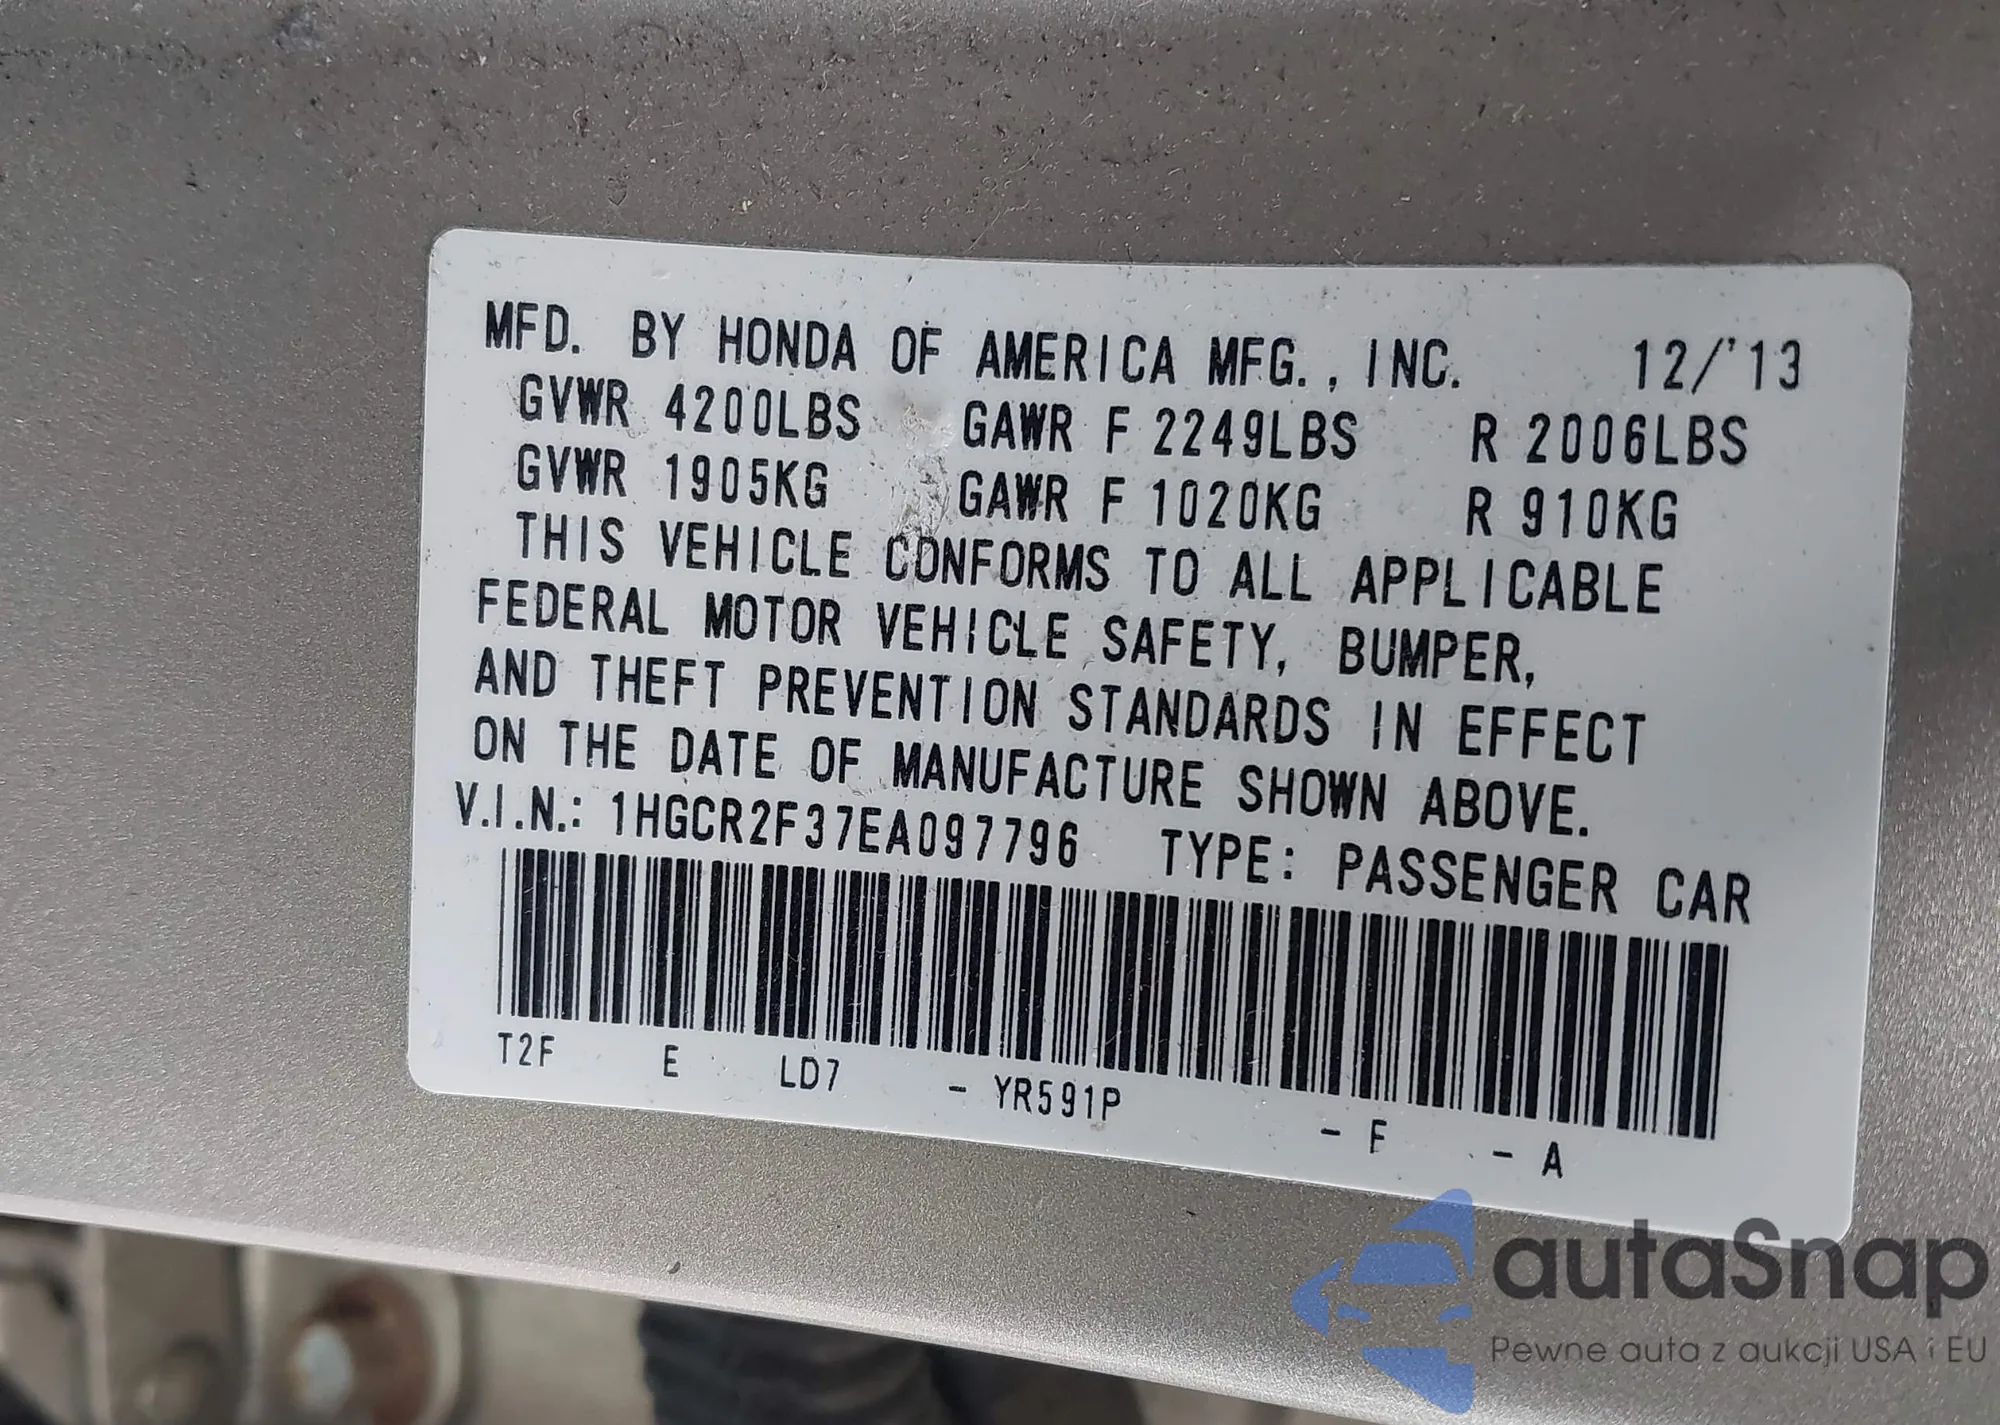 MFD. BY HONDA OF AMERICA MFG., INC. 12/'13
GVWR 4200LBS GAWR F 2249LBS R 2006LBS
GVWR 1905KG GAWR F 1020KG R 910KG
THIS VEHICLE CONFORMS TO ALL APPLICABLE
FEDERAL MOTOR VEHICLE SAFETY, BUMPER,
AND THEFT PREVENTION STANDARDS IN EFFECT
ON THE DATE OF MANUFACTURE SHOWN ABOVE.
V.I.N.: 1HGCR2F37EA097796 TYPE: PASSENGER CAR
T2F E LD7 - YR591P - F - A
autaSnap
Pewne auta z aukcji USA i EU